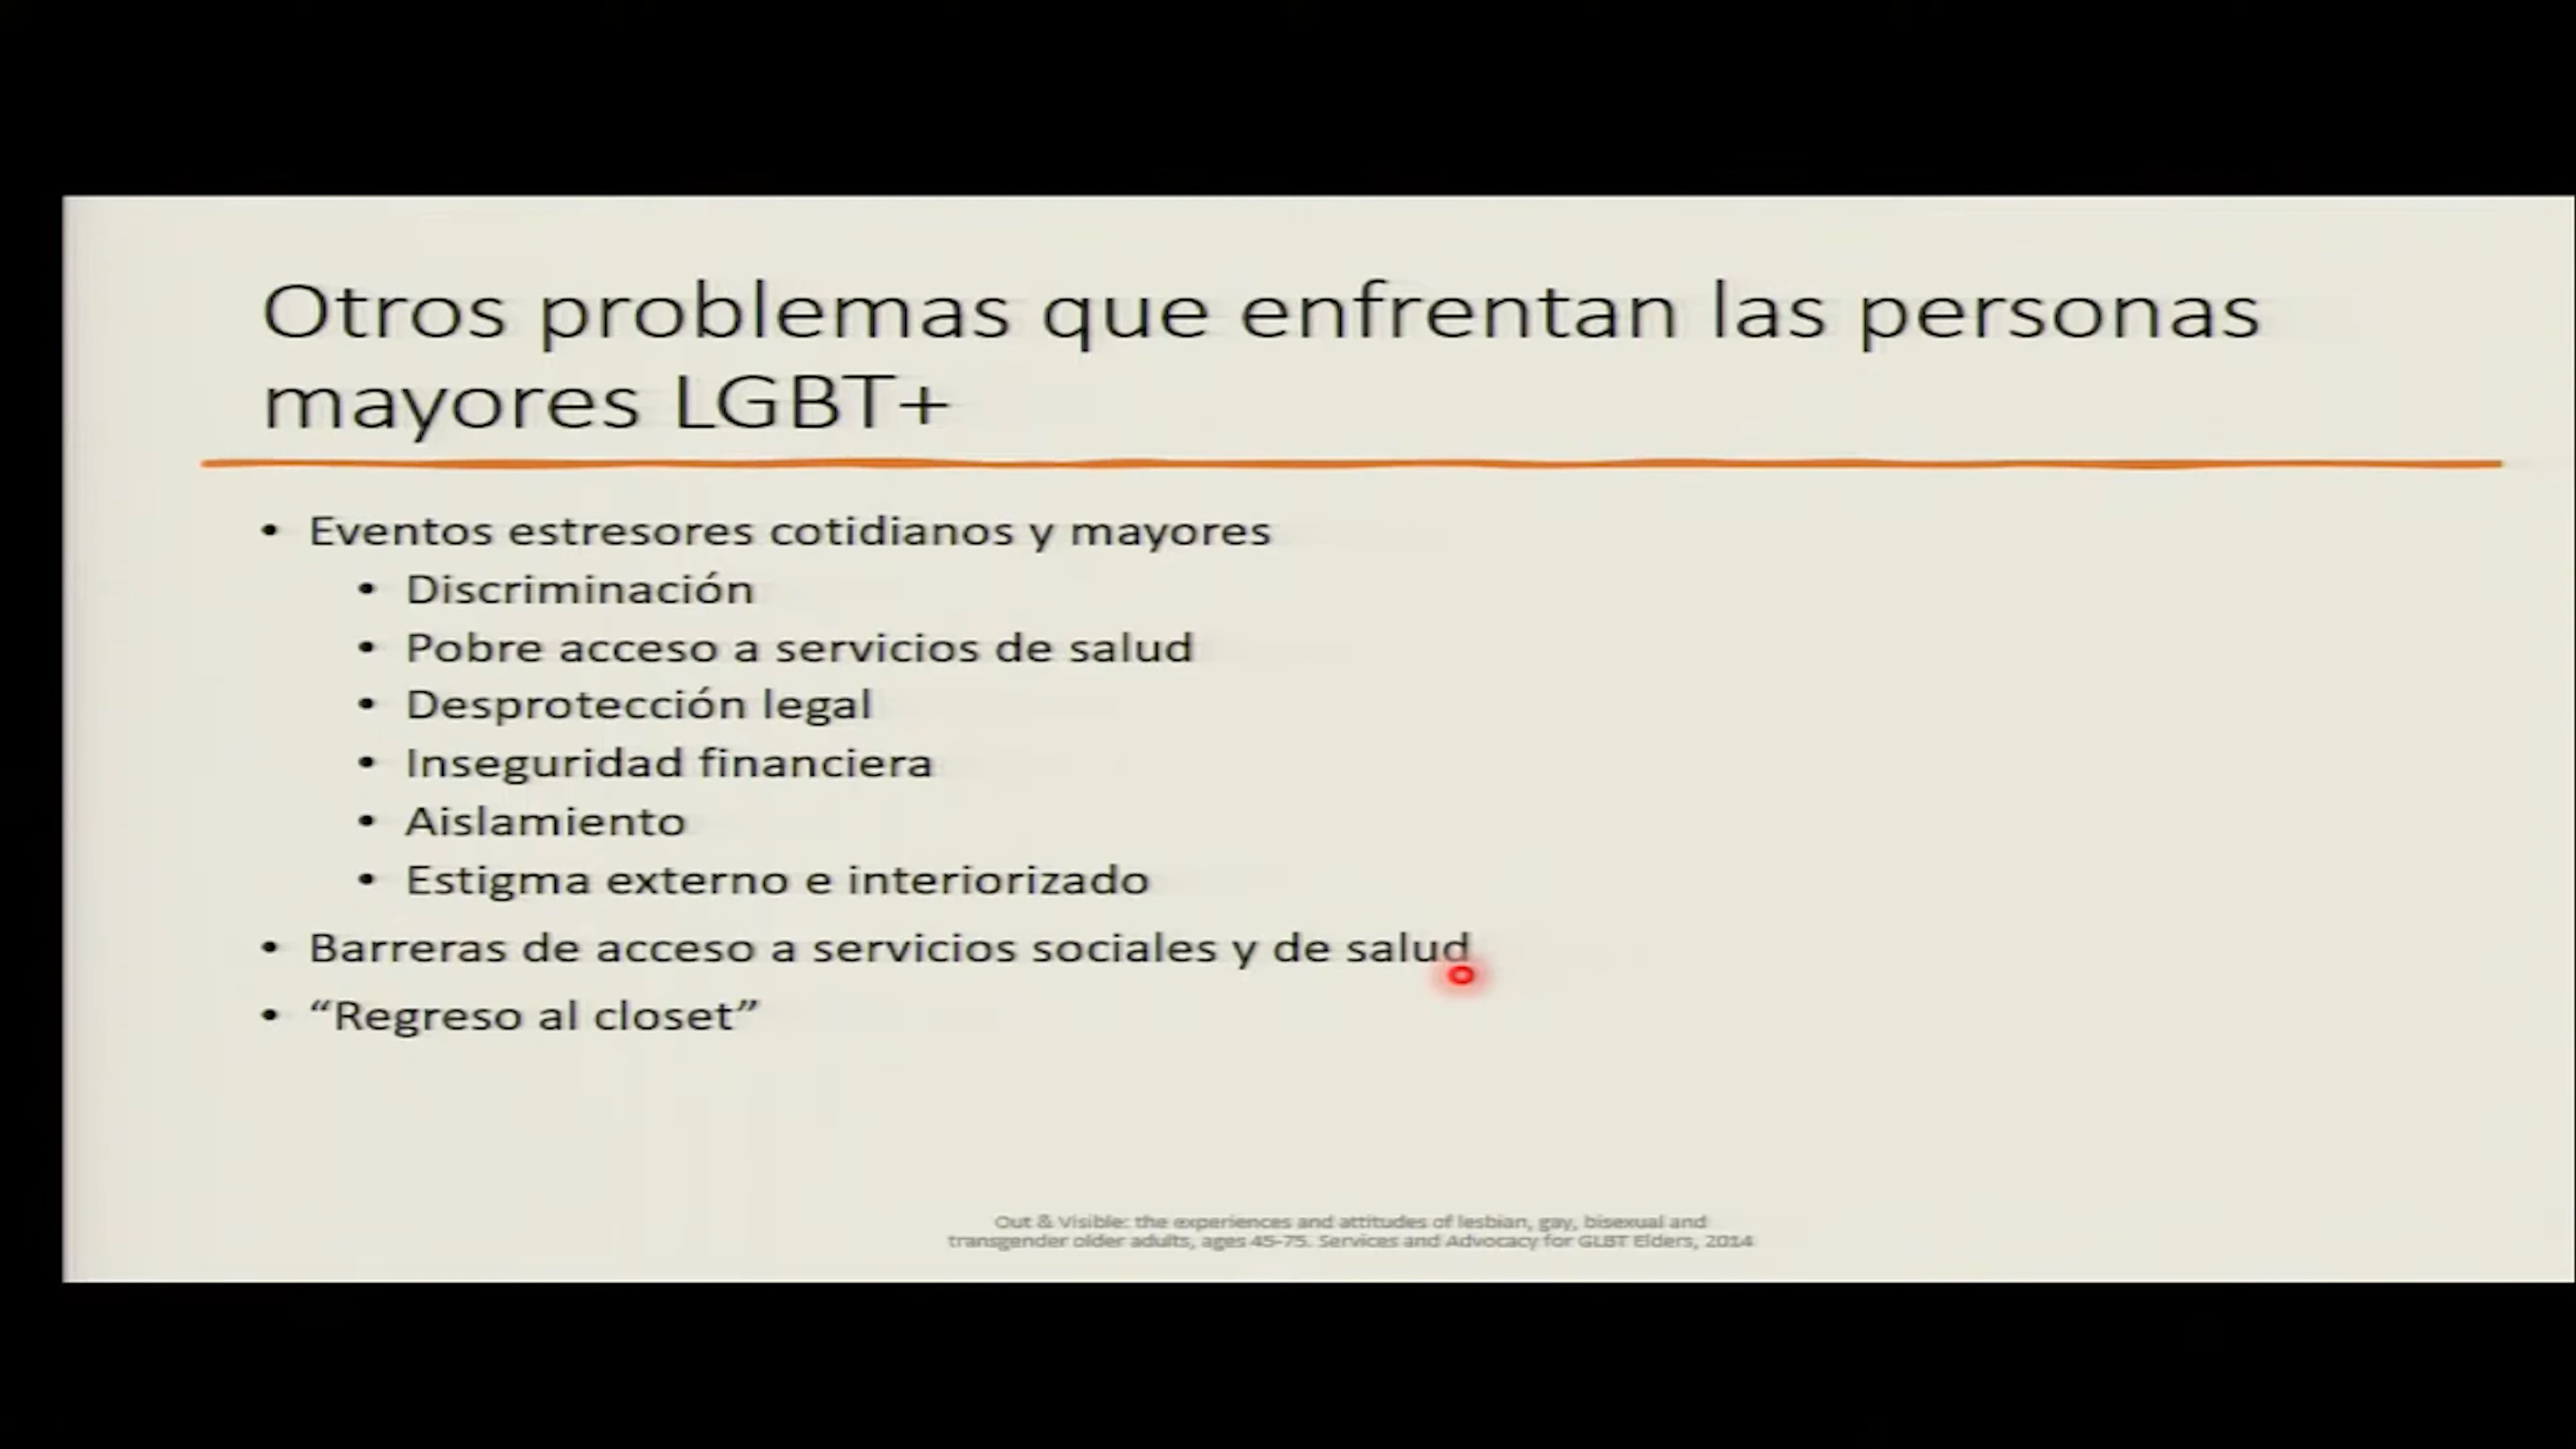 Otros problemas que enfrentan las personas
mayores LGBT+
• Eventos estresores cotidianos y mayores
• Discriminación
• Pobre acceso a servicios de salud
• Desprotección legal
• Inseguridad financiera
• Aislamiento
• Estigma externo e interiorizado
• Barreras de acceso a servicios sociales y de salud
• “Regreso al closet”
Out & Visible: the experiences and attitudes of lesbian, gay, bisexual and
transgender older adults, ages 45-75. Services and Advocacy for GLBT Elders, 2014